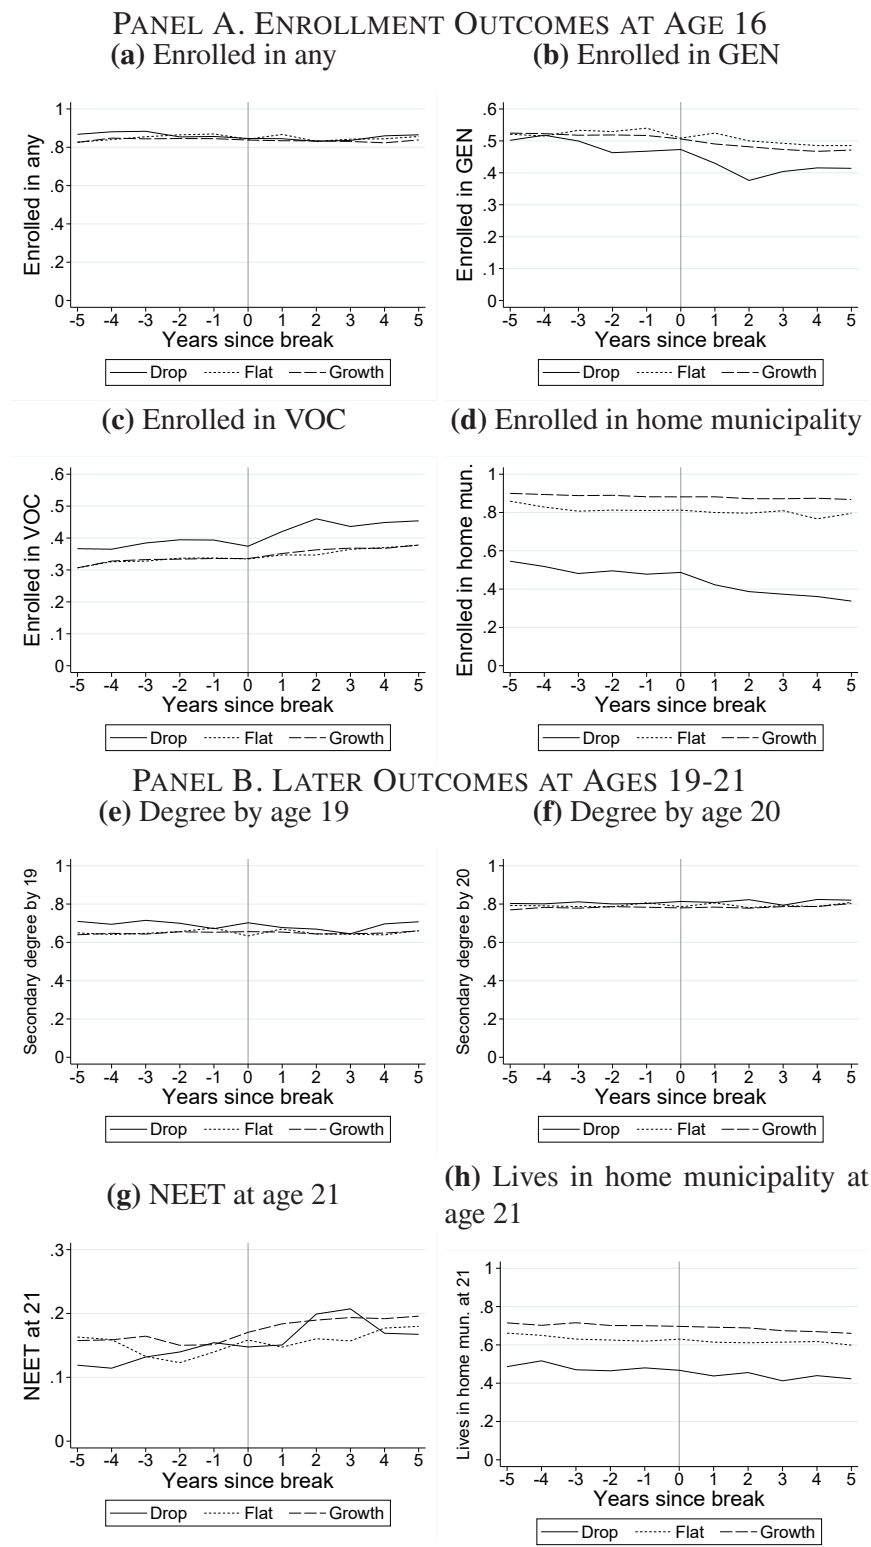 PANEL A. ENROLLMENT OUTCOMES AT AGE 16
(a) Enrolled in any
(b) Enrolled in GEN
Enrolled in any
1
.8
.6
.4
.2
0
-5 -4 -3 -2 -1 0 1 2 3 4 5
Years since break
Drop Flat Growth
Enrolled in GEN
.6
.5
.4
.3
.2
.1
0
-5 -4 -3 -2 -1 0 1 2 3 4 5
Years since break
Drop Flat Growth
(c) Enrolled in VOC
(d) Enrolled in home municipality
Enrolled in VOC
.6
.5
.4
.3
.2
.1
0
-5 -4 -3 -2 -1 0 1 2 3 4 5
Years since break
Drop Flat Growth
Enrolled in home mun.
1
.8
.6
.4
.2
0
-5 -4 -3 -2 -1 0 1 2 3 4 5
Years since break
Drop Flat Growth
PANEL B. LATER OUTCOMES AT AGES 19-21
(e) Degree by age 19
(f) Degree by age 20
Secondary degree by 19
1
.8
.6
.4
.2
0
-5 -4 -3 -2 -1 0 1 2 3 4 5
Years since break
Drop Flat Growth
Secondary degree by 20
1
.8
.6
.4
.2
0
-5 -4 -3 -2 -1 0 1 2 3 4 5
Years since break
Drop Flat Growth
(g) NEET at age 21
(h) Lives in home municipality at
age 21
NEET at 21
.3
.2
.1
0
-5 -4 -3 -2 -1 0 1 2 3 4 5
Years since break
Drop Flat Growth
Lives in home mun. at 21
1
.8
.6
.4
.2
0
-5 -4 -3 -2 -1 0 1 2 3 4 5
Years since break
Drop Flat Growth